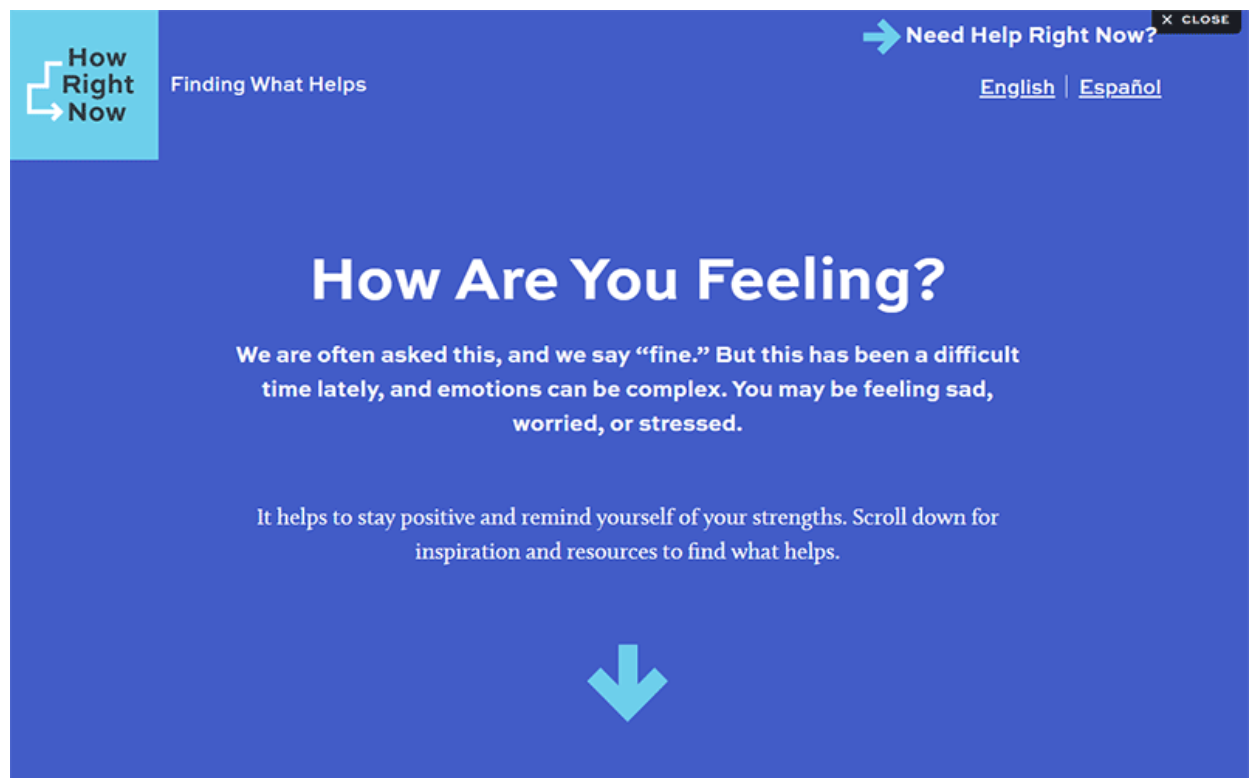 X CLOSE
Need Help Right Now?
How
Right
Now
Finding What Helps
English | Español
How Are You Feeling?
We are often asked this, and we say “fine.” But this has been a difficult
time lately, and emotions can be complex. You may be feeling sad,
worried, or stressed.
It helps to stay positive and remind yourself of your strengths. Scroll down for
inspiration and resources to find what helps.